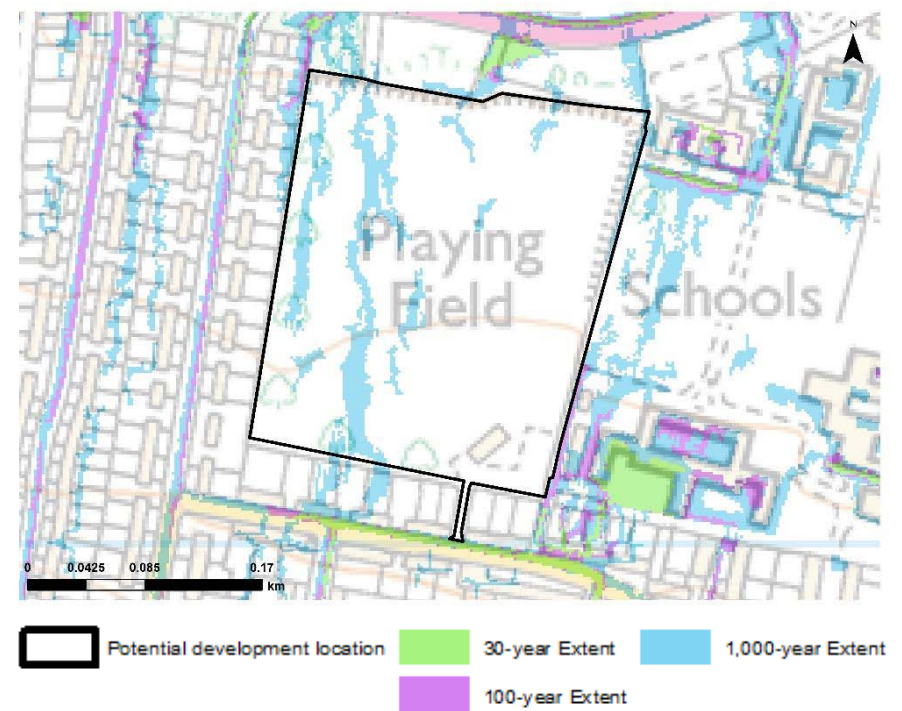 N
Playing
Field
Schools
0 0.0425 0.085 0.17
km
Potential development location
30-year Extent
1,000-year Extent
100-year Extent